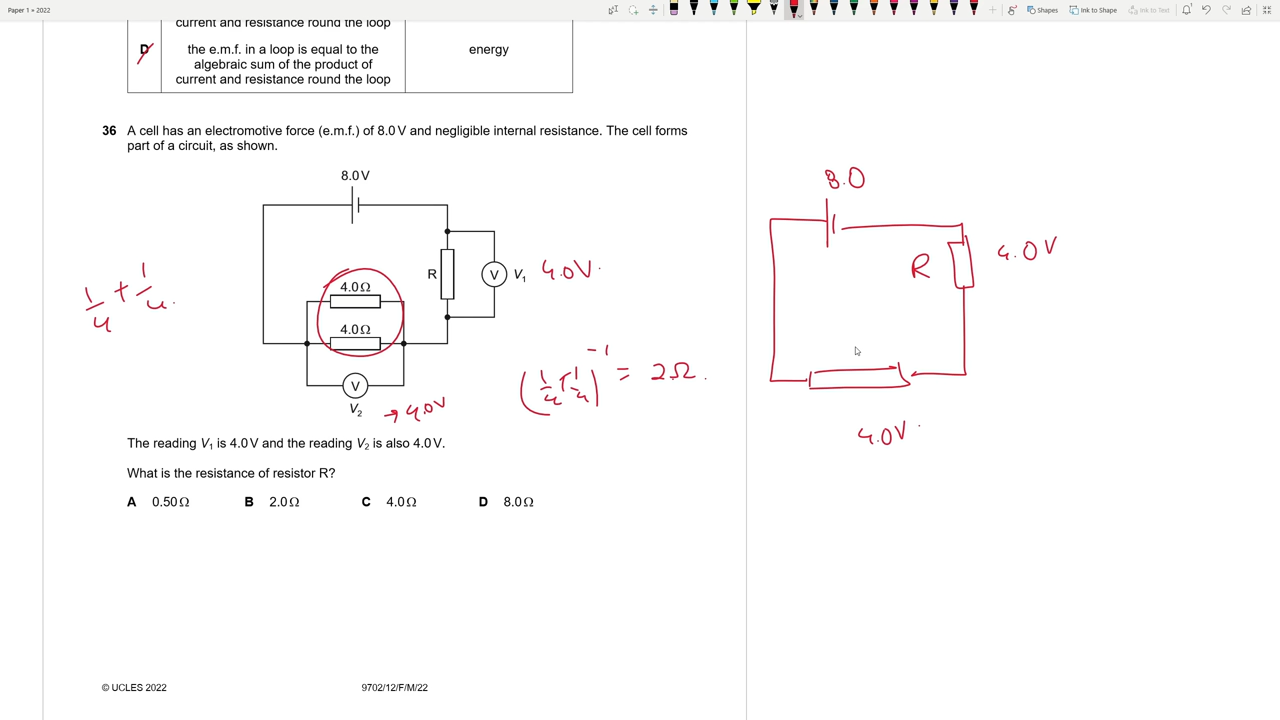 Paper 1 » 2022
Shapes
Ink to Shape
Ink to Text
current and resistance round the loop
D
the e.m.f. in a loop is equal to the
algebraic sum of the product of
current and resistance round the loop
energy
36 A cell has an electromotive force (e.m.f.) of 8.0 V and negligible internal resistance. The cell forms
part of a circuit, as shown.
8.0 V
R
V
V1
4.0V.
4.0 Ω
4.0 Ω
V
V2
→ 4.0V
1/4 + 1/4.
(1/4 + 1/4)⁻¹ = 2Ω.
8.0
R
4.0V
4.0V.
The reading V1 is 4.0 V and the reading V2 is also 4.0 V.
What is the resistance of resistor R?
A 0.50 Ω B 2.0 Ω C 4.0 Ω D 8.0 Ω
© UCLES 2022
9702/12/F/M/22